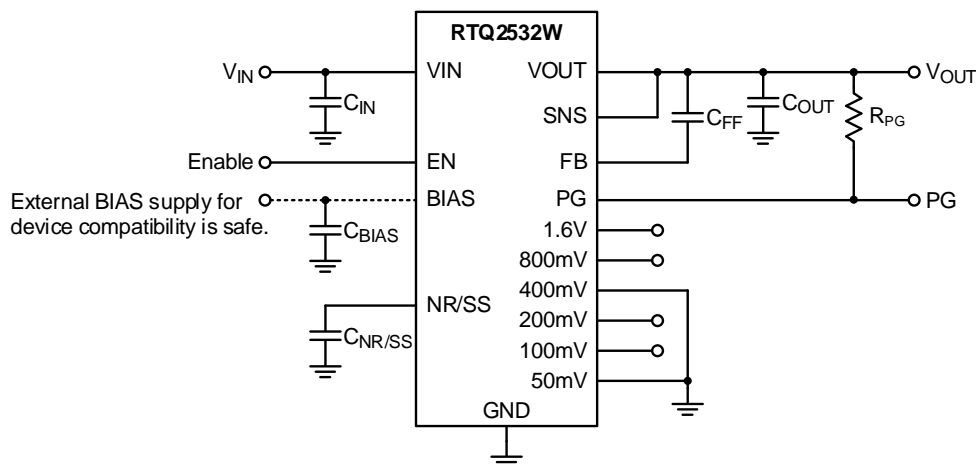 RTQ2532W
VIN
VIN
VOUT
VOUT
CIN
SNS
CFF
COUT
RPG
Enable
EN
FB
External BIAS supply for
device compatibility is safe.
BIAS
PG
PG
CBIAS
1.6V
800mV
400mV
NR/SS
200mV
CNR/SS
100mV
50mV
GND